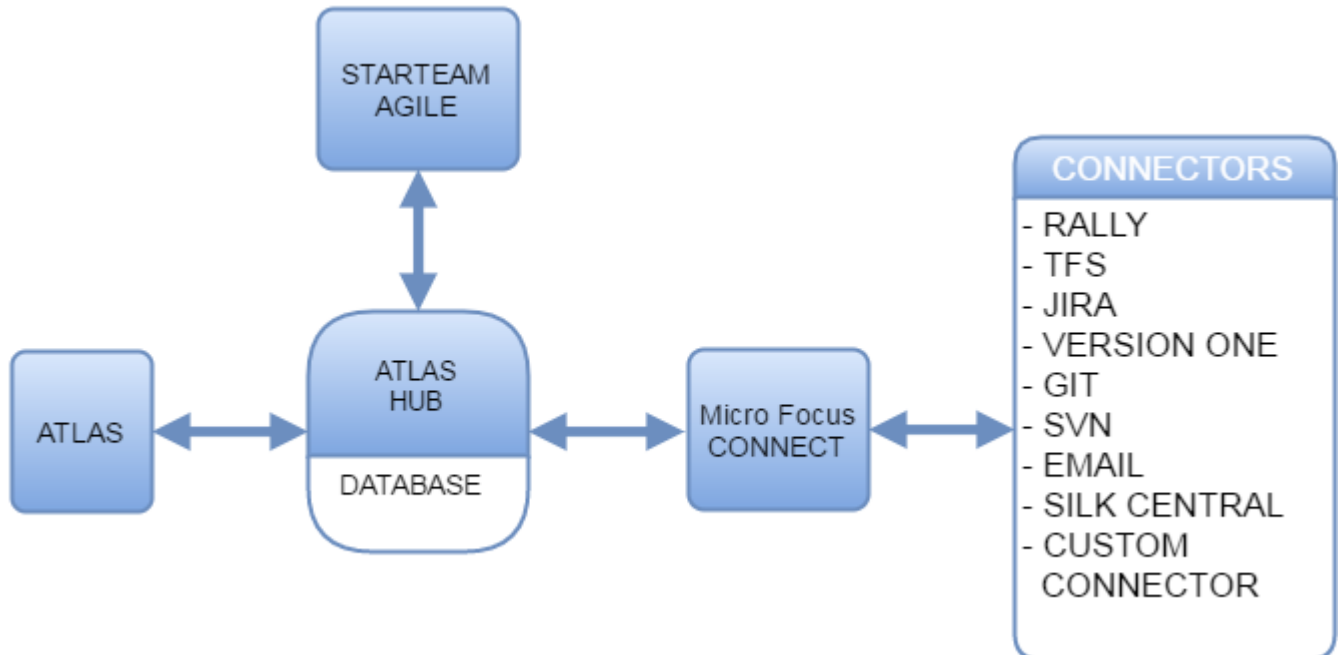 STARTEAM
AGILE
CONNECTORS
- RALLY
- TFS
- JIRA
- VERSION ONE
- GIT
- SVN
- EMAIL
- SILK CENTRAL
- CUSTOM
CONNECTOR
ATLAS
HUB
DATABASE
ATLAS
Micro Focus
CONNECT